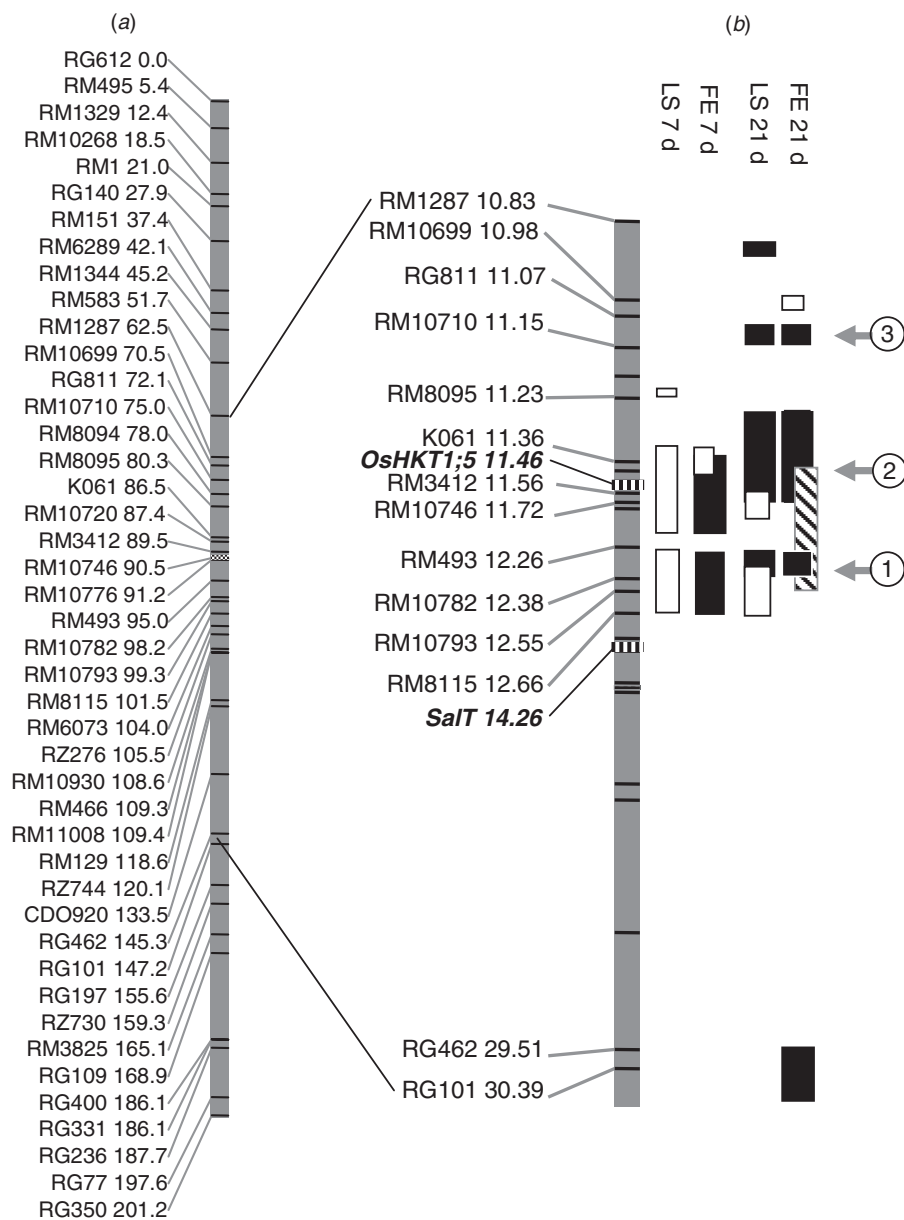 (a)
RG612 0.0
RM495 5.4
RM1329 12.4
RM10268 18.5
RM1 21.0
RG140 27.9
RM151 37.4
RM6289 42.1
RM1344 45.2
RM583 51.7
RM1287 62.5
RM10699 70.5
RG811 72.1
RM10710 75.0
RM8094 78.0
RM8095 80.3
K061 86.5
RM10720 87.4
RM3412 89.5
RM10746 90.5
RM10776 91.2
RM493 95.0
RM10782 98.2
RM10793 99.3
RM8115 101.5
RM6073 104.0
RZ276 105.5
RM10930 108.6
RM466 109.3
RM11008 109.4
RM129 118.6
RZ744 120.1
CDO920 133.5
RG462 145.3
RG101 147.2
RG197 155.6
RZ730 159.3
RM3825 165.1
RG109 168.9
RG400 186.1
RG331 186.1
RG236 187.7
RG77 197.6
RG350 201.2
(b)
LS 7 d
FE 7 d
LS 21 d
FE 21 d
RM1287 10.83
RM10699 10.98
RG811 11.07
RM10710 11.15
RM8095 11.23
K061 11.36
OsHKT1;5 11.46
RM3412 11.56
RM10746 11.72
RM493 12.26
RM10782 12.38
RM10793 12.55
RM8115 12.66
SalT 14.26
RG462 29.51
RG101 30.39
3
2
1